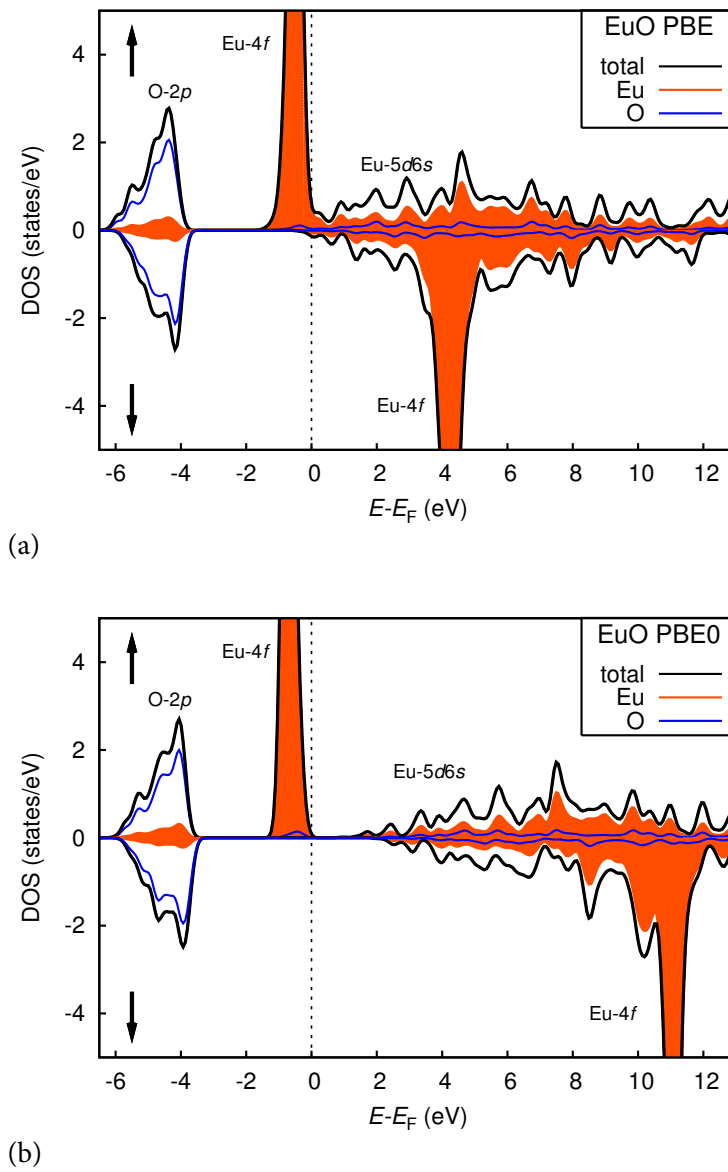 EuO PBE
total
Eu
O
Eu-4f
O-2p
Eu-5d6s
Eu-4f
DOS (states/eV)
4
2
0
-2
-4
-6 -4 -2 0 2 4 6 8 10 12
E-EF (eV)
(a)
EuO PBE0
total
Eu
O
Eu-4f
O-2p
Eu-5d6s
Eu-4f
DOS (states/eV)
4
2
0
-2
-4
-6 -4 -2 0 2 4 6 8 10 12
E-EF (eV)
(b)